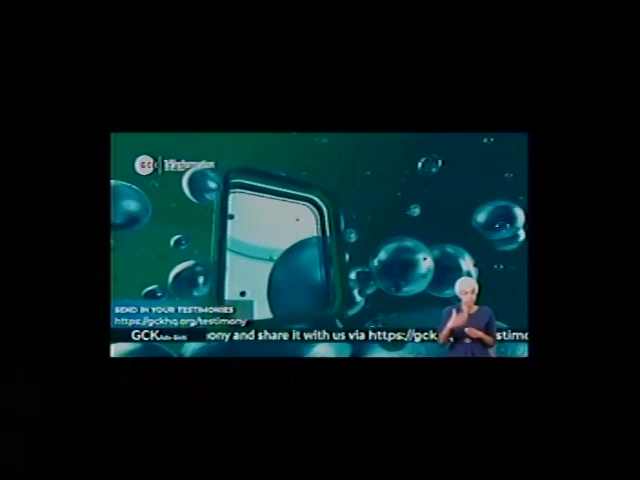 GCK
SEND IN YOUR TESTIMONIES
https://gckhq.org/testimony
GCK
ony and share it with us via https://gck
stimo